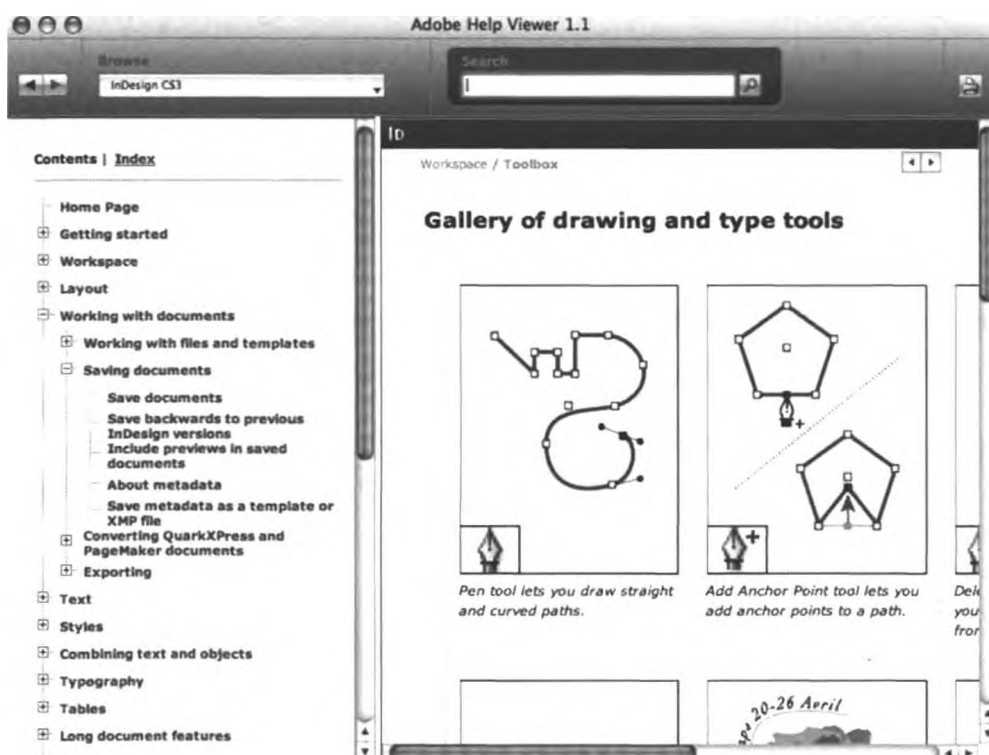 Adobe Help Viewer 1.1
Browse
Search
InDesign CS3
Contents | Index
Home Page
Getting started
Workspace
Layout
Working with documents
Working with files and templates
Saving documents
Save documents
Save backwards to previous
InDesign versions
Include previews in saved
documents
About metadata
Save metadata as a template or
XMP file
Converting QuarkXPress and
PageMaker documents
Exporting
Text
Styles
Combining text and objects
Typography
Tables
Long document features
ID
Workspace / Toolbox
Gallery of drawing and type tools
Pen tool lets you draw straight
and curved paths.
Add Anchor Point tool lets you
add anchor points to a path.
you
20-26 Avril